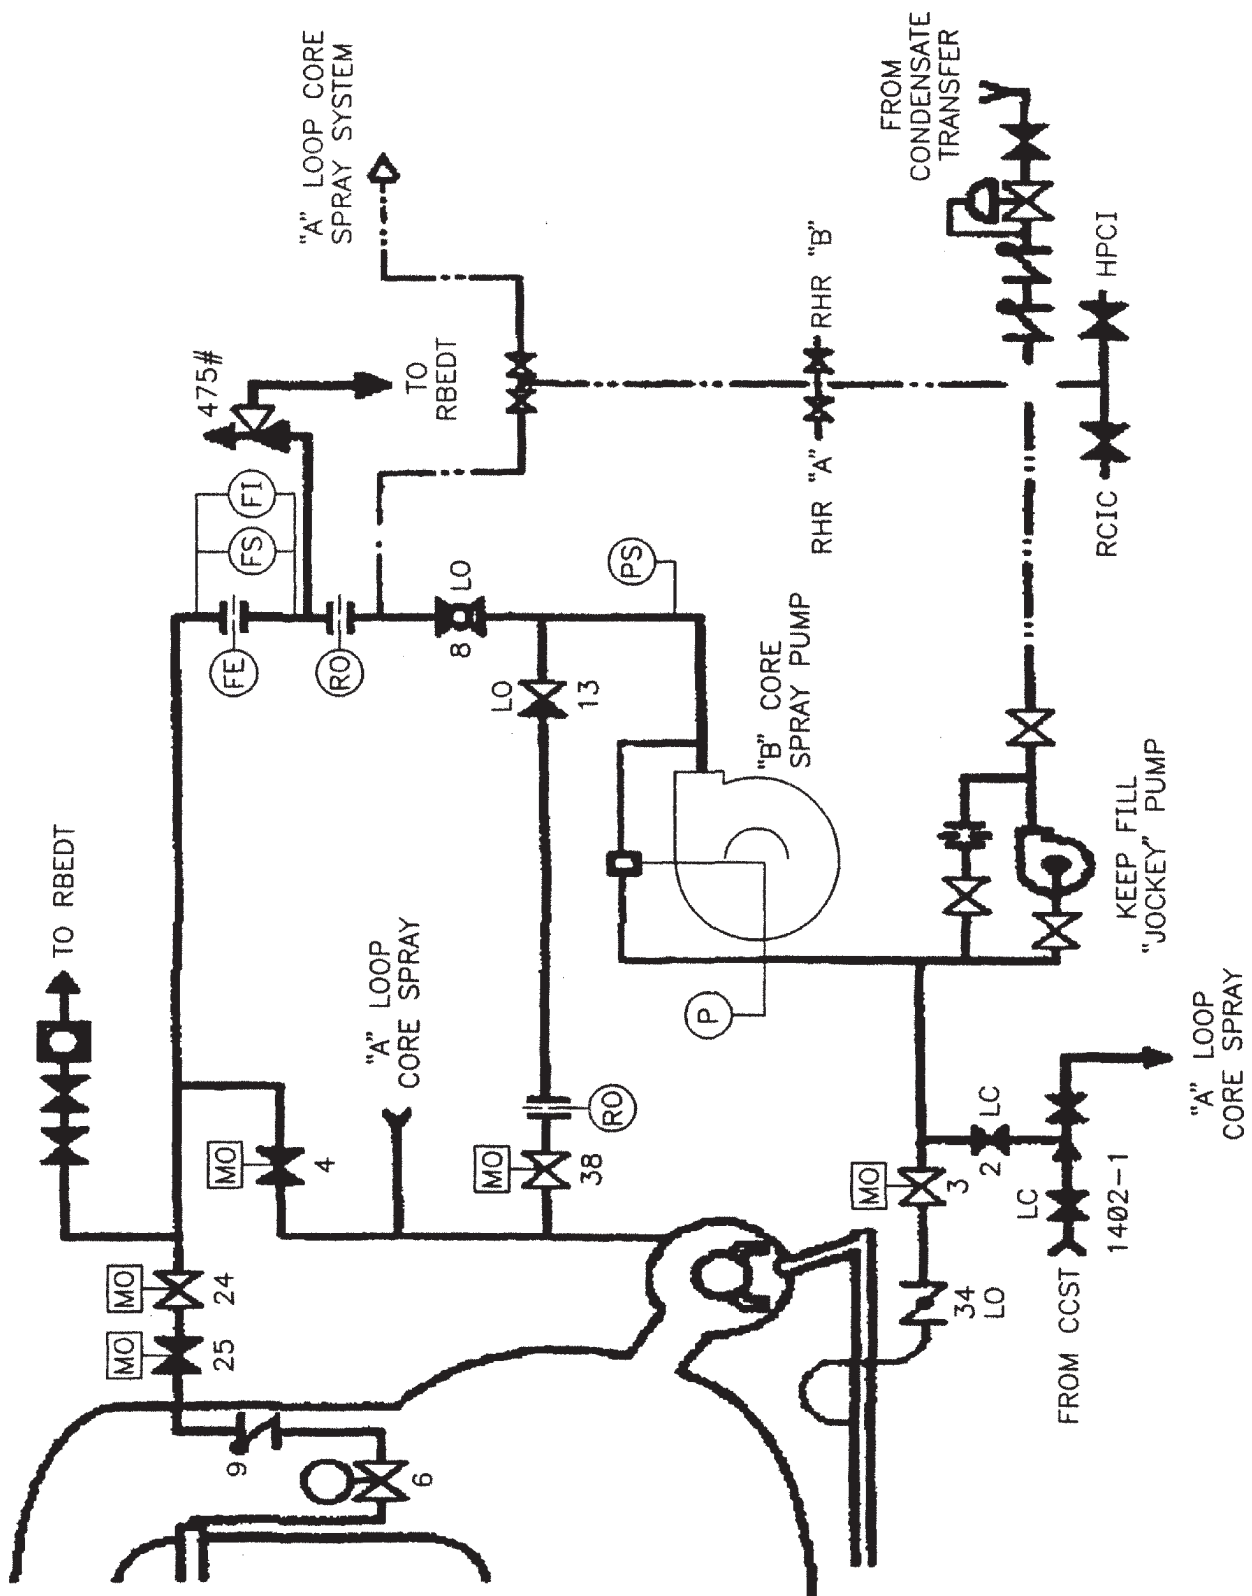 TO RBEDT
MO
25
MO
24
9
6
MO
4
"A" LOOP
CORE SPRAY
FE
FS
FI
475#
TO
RBEDT
"A" LOOP CORE
SPRAY SYSTEM
RO
8
LO
LO
13
PS
MO
38
RO
"B" CORE
SPRAY PUMP
P
RHR "A"
RHR "B"
FROM
CONDENSATE
TRANSFER
RCIC
HPCI
KEEP FILL
"JOCKEY" PUMP
MO
3
34
LO
2
LC
LC
1402-1
FROM CCST
"A" LOOP
CORE SPRAY